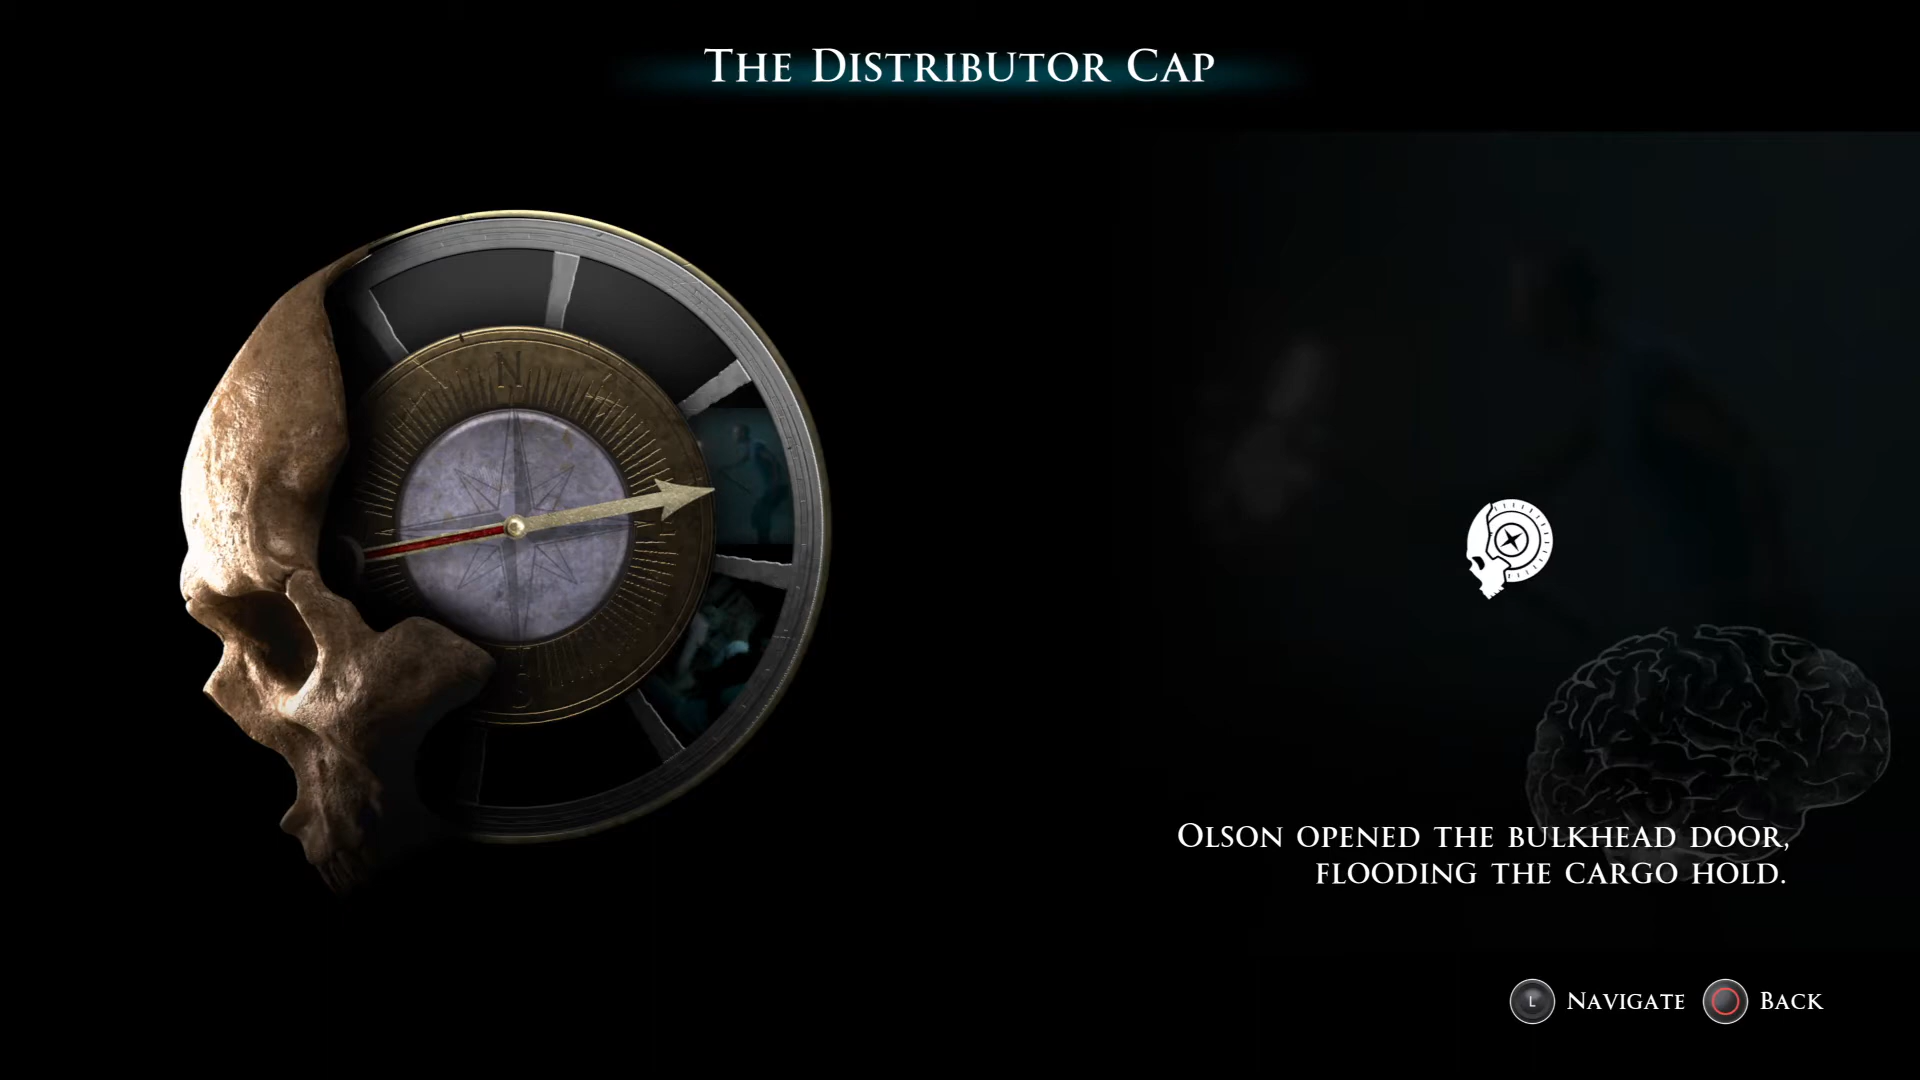 The Distributor Cap
N
S
Olson opened the bulkhead door,
flooding the cargo hold.
L Navigate Back